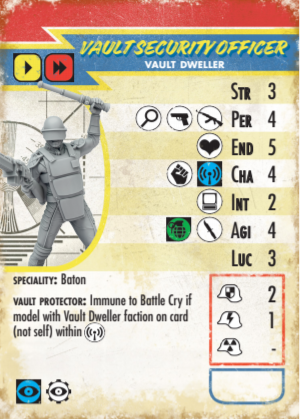 VAULT SECURITY OFFICER
VAULT DWELLER
STR 3
PER 4
END 5
CHA 4
INT 2
AGI 4
LUC 3
SPECIALITY: Baton
VAULT PROTECTOR: Immune to Battle Cry if
model with Vault Dweller faction on card
(not self) within
2
1
-